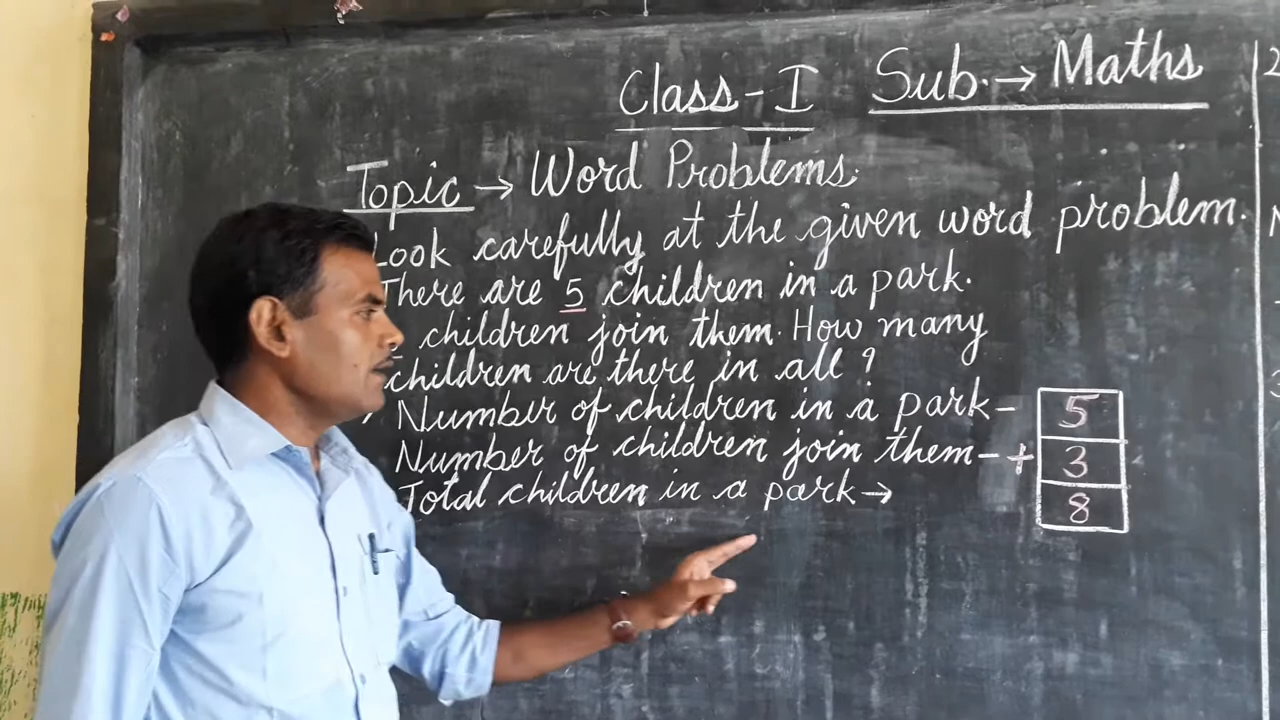 Class-I Sub.→ Maths
Topic → Word Problems.
Look carefully at the given word problem.
There are 5 children in a park.
children join them. How many
children are there in all ?
Number of children in a park- 5
Number of children join them- + 3
Total children in a park→ 8